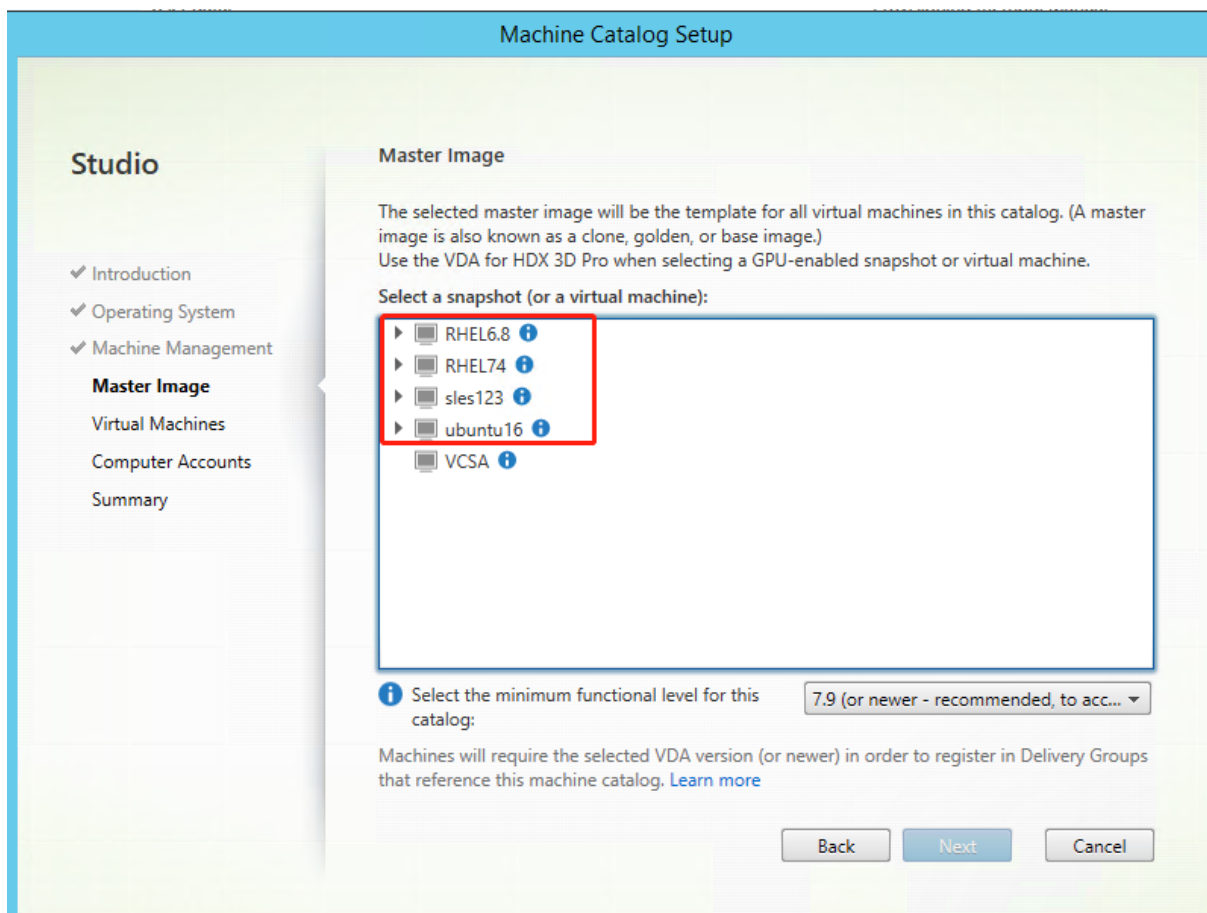 Machine Catalog Setup
Studio
Introduction
Operating System
Machine Management
Master Image
Virtual Machines
Computer Accounts
Summary
Master Image
The selected master image will be the template for all virtual machines in this catalog. (A master
image is also known as a clone, golden, or base image.)
Use the VDA for HDX 3D Pro when selecting a GPU-enabled snapshot or virtual machine.
Select a snapshot (or a virtual machine):
RHEL6.8
RHEL74
sles123
ubuntu16
VCSA
Select the minimum functional level for this
catalog:
7.9 (or newer - recommended, to acc...
Machines will require the selected VDA version (or newer) in order to register in Delivery Groups
that reference this machine catalog. Learn more
Back
Next
Cancel